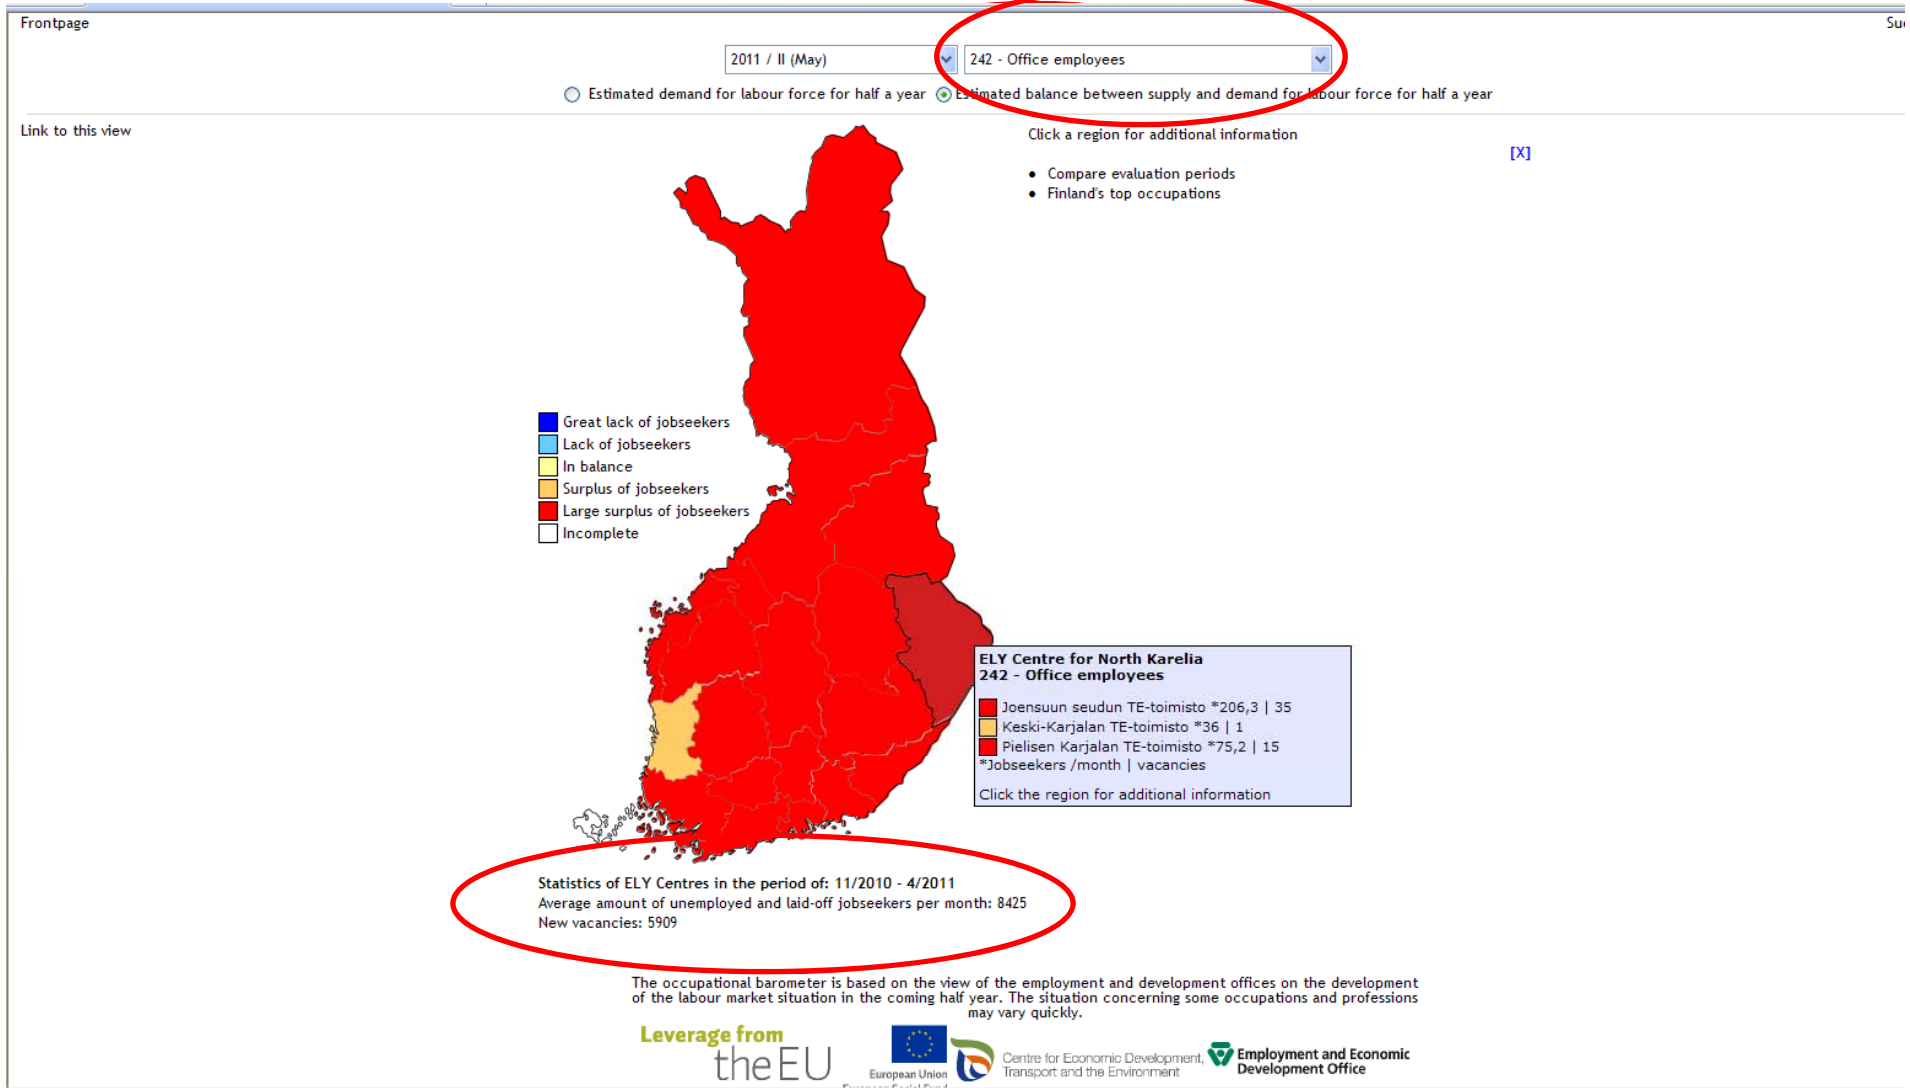 Frontpage
2011 / II (May)
242 - Office employees
Estimated demand for labour force for half a year
Estimated balance between supply and demand for labour force for half a year
Link to this view
Click a region for additional information
[X]
• Compare evaluation periods
• Finland's top occupations
Great lack of jobseekers
Lack of jobseekers
In balance
Surplus of jobseekers
Large surplus of jobseekers
Incomplete
ELY Centre for North Karelia
242 - Office employees
Joensuun seudun TE-toimisto *206,3 | 35
Keski-Karjalan TE-toimisto *36 | 1
Pielisen Karjalan TE-toimisto *75,2 | 15
*Jobseekers /month | vacancies
Click the region for additional information
Statistics of ELY Centres in the period of: 11/2010 - 4/2011
Average amount of unemployed and laid-off jobseekers per month: 8425
New vacancies: 5909
The occupational barometer is based on the view of the employment and development offices on the development
of the labour market situation in the coming half year. The situation concerning some occupations and professions
may vary quickly.
Leverage from
the EU
European Union
European Social Fund
Centre for Economic Development,
Transport and the Environment
Employment and Economic
Development Office